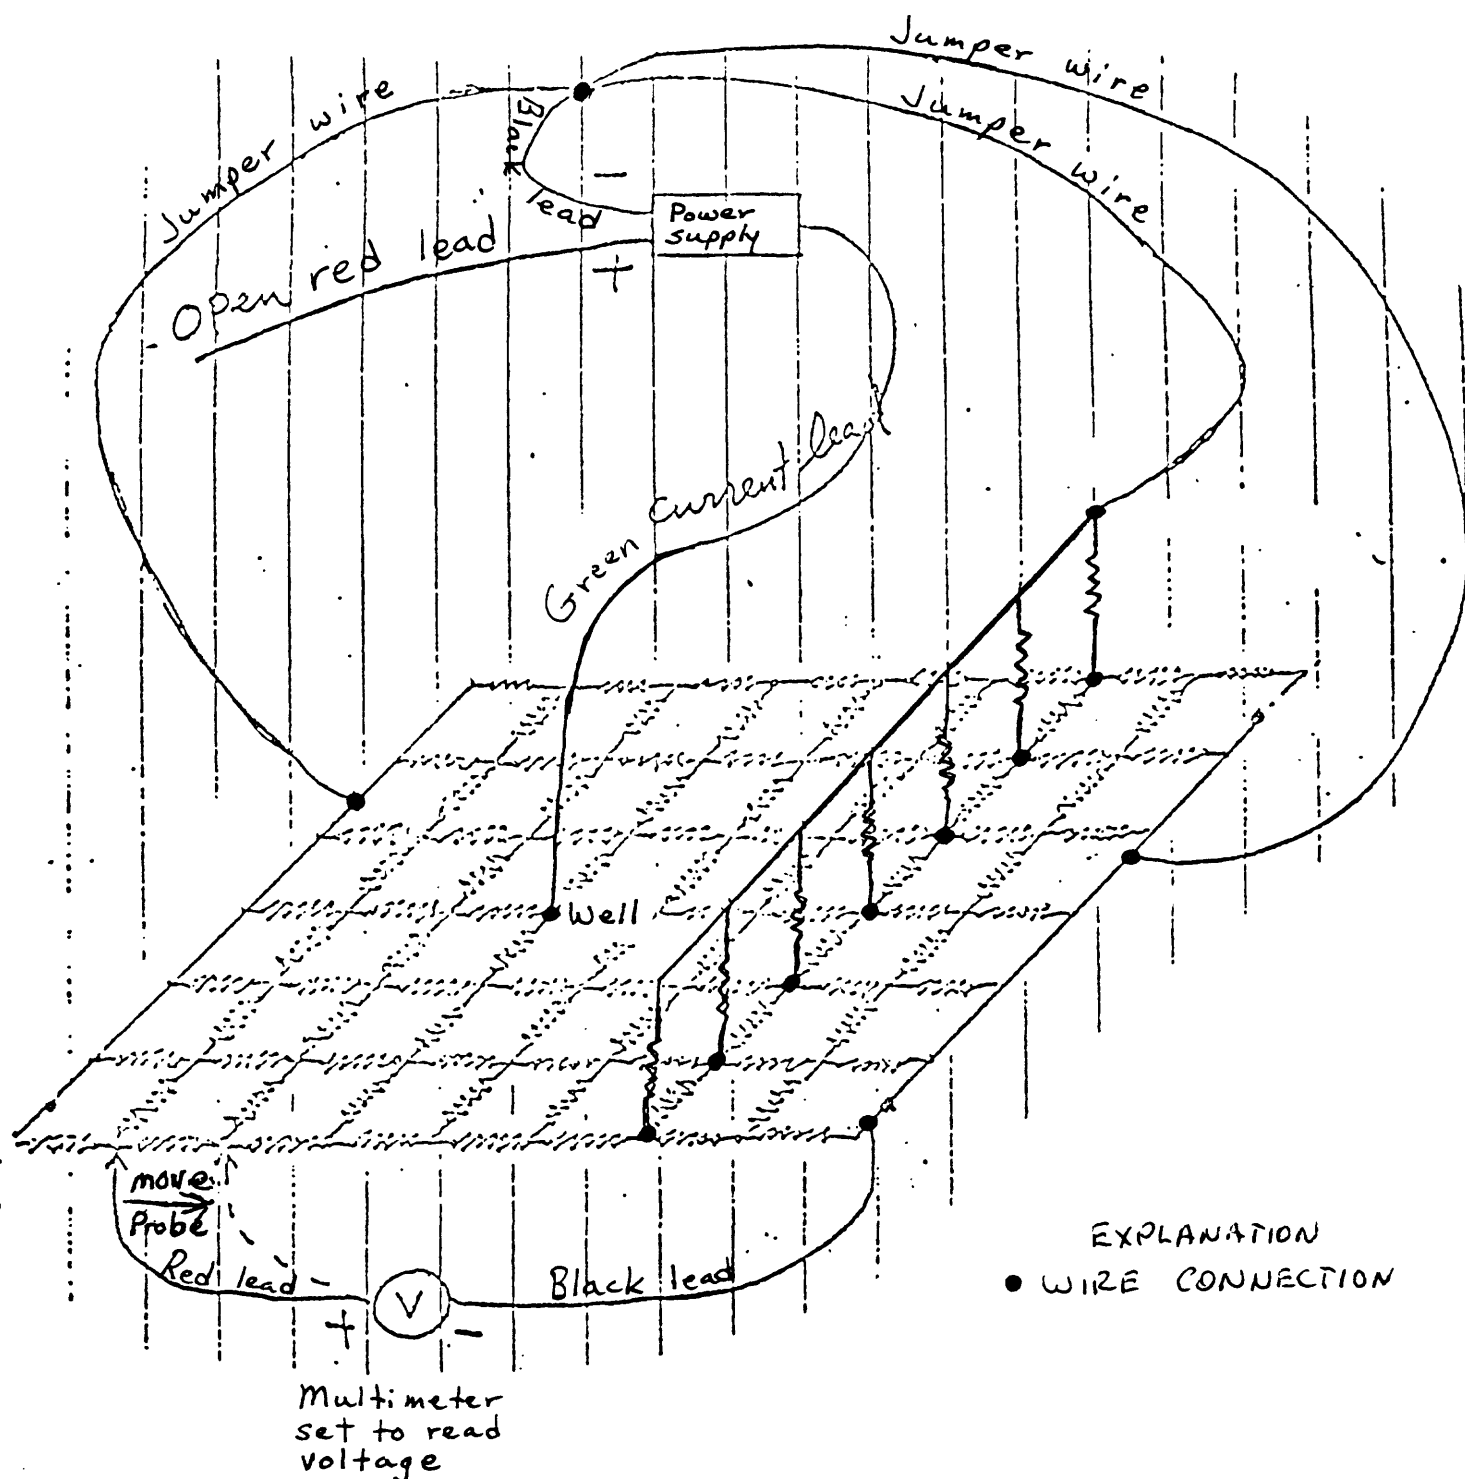 Jumper wire
Jumper wire
Jumper wire
Black
lead
−
Power
supply
+
Open red lead
Green current lead
Well
move
Probe
Red lead
Black lead
V
+
−
Multimeter
set to read
voltage
EXPLANATION
● WIRE CONNECTION